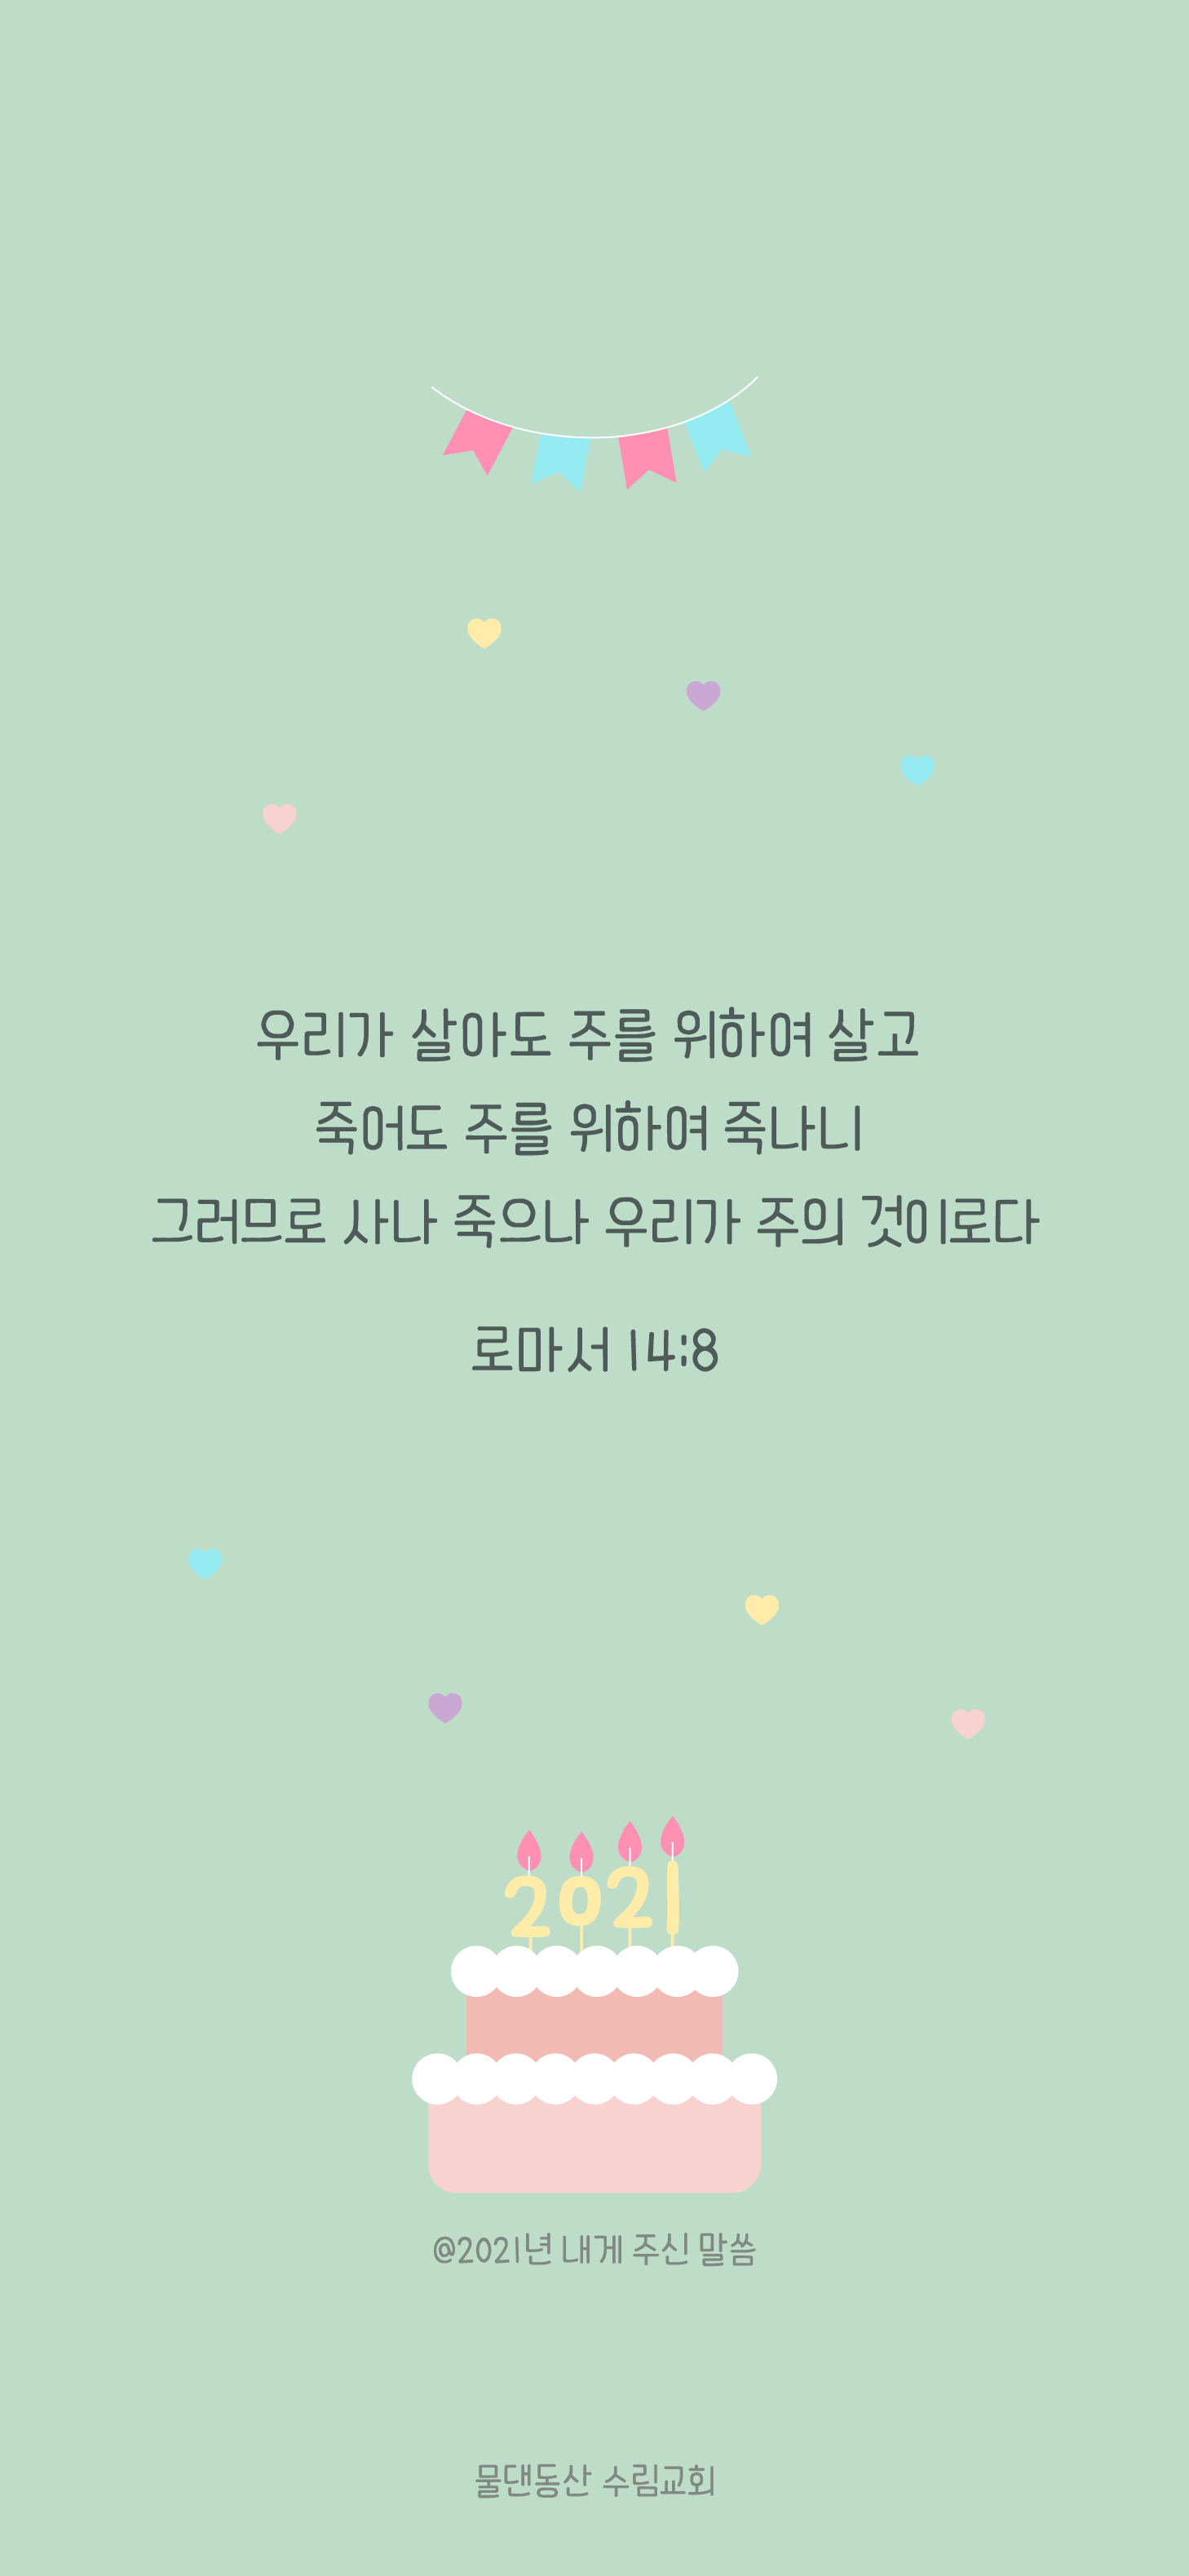 우리가 살아도 주를 위하여 살고
죽어도 주를 위하여 죽나니
그러므로 사나 죽으나 우리가 주의 것이로다
로마서 14:8
2021
@2021년 내게 주신 말씀
물댄동산 수림교회